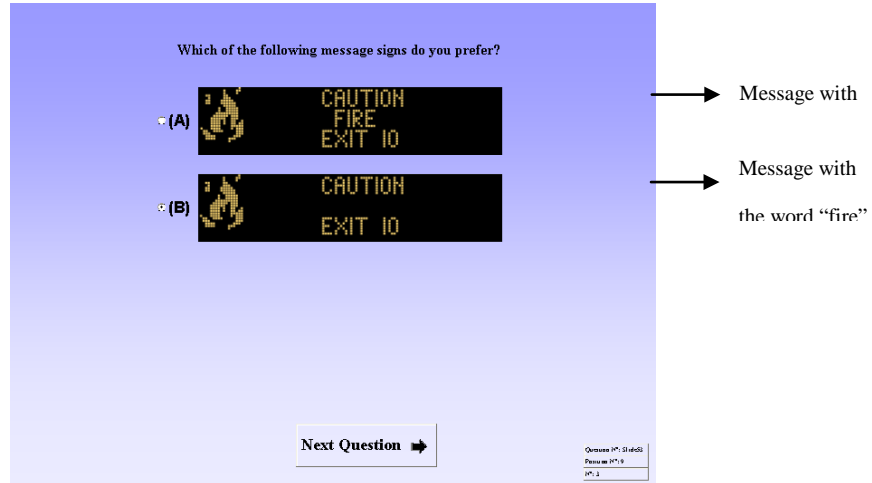 Which of the following message signs do you prefer?
(A)
CAUTION
FIRE
EXIT 10
Message with
(B)
CAUTION
EXIT 10
Message with
the word “fire”
Next Question